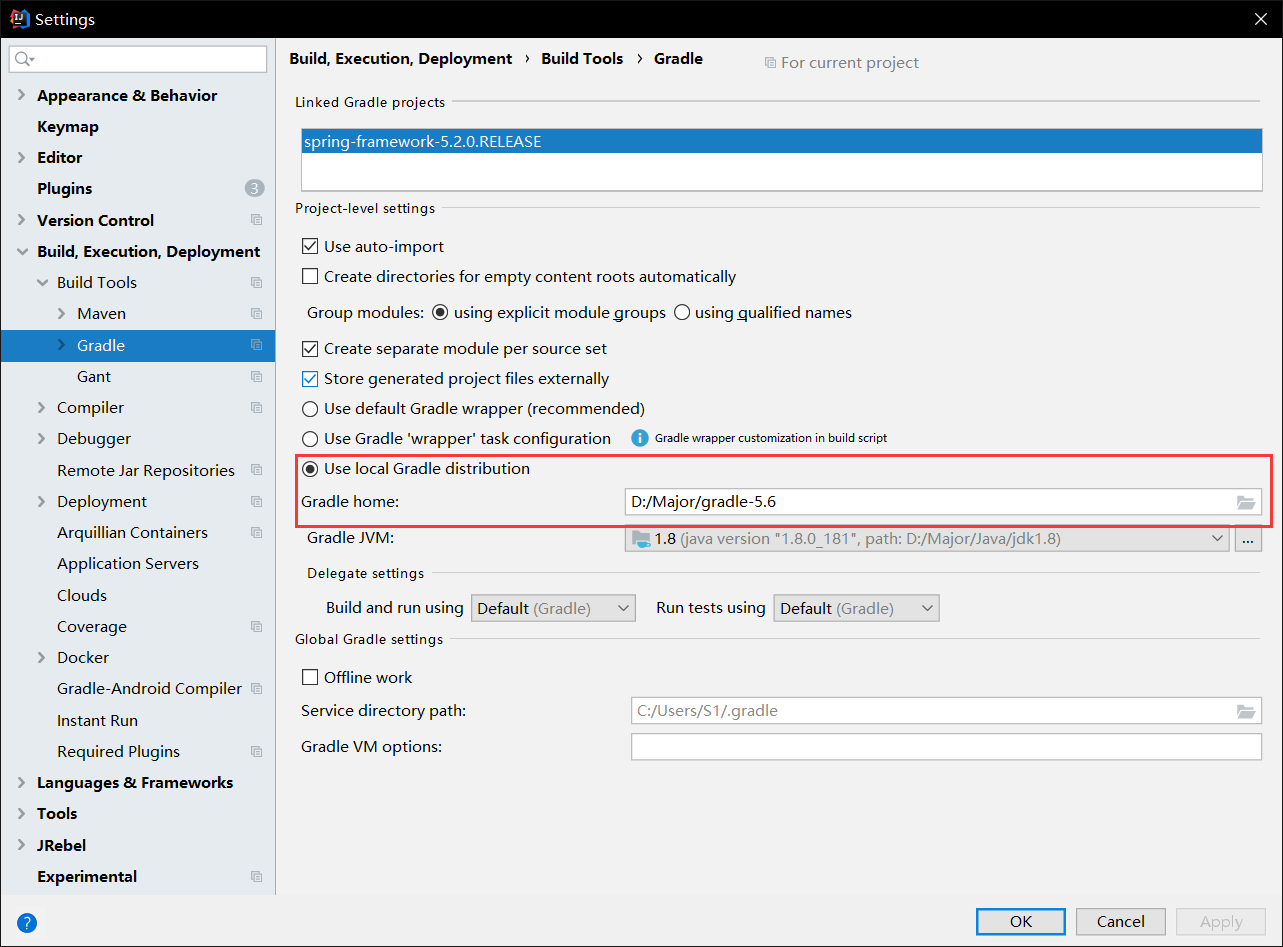 Settings
Build, Execution, Deployment › Build Tools › Gradle
For current project
Appearance & Behavior
Keymap
Editor
Plugins 3
Version Control
Build, Execution, Deployment
Build Tools
Maven
Gradle
Gant
Compiler
Debugger
Remote Jar Repositories
Deployment
Arquillian Containers
Application Servers
Clouds
Coverage
Docker
Gradle-Android Compiler
Instant Run
Required Plugins
Languages & Frameworks
Tools
JRebel
Experimental
Linked Gradle projects
spring-framework-5.2.0.RELEASE
Project-level settings
Use auto-import
Create directories for empty content roots automatically
Group modules: using explicit module groups using qualified names
Create separate module per source set
Store generated project files externally
Use default Gradle wrapper (recommended)
Use Gradle 'wrapper' task configuration Gradle wrapper customization in build script
Use local Gradle distribution
Gradle home: D:/Major/gradle-5.6
Gradle JVM: 1.8 (java version "1.8.0_181", path: D:/Major/Java/jdk1.8) ...
Delegate settings
Build and run using Default (Gradle) Run tests using Default (Gradle)
Global Gradle settings
Offline work
Service directory path: C:/Users/S1/.gradle
Gradle VM options:
? OK Cancel Apply